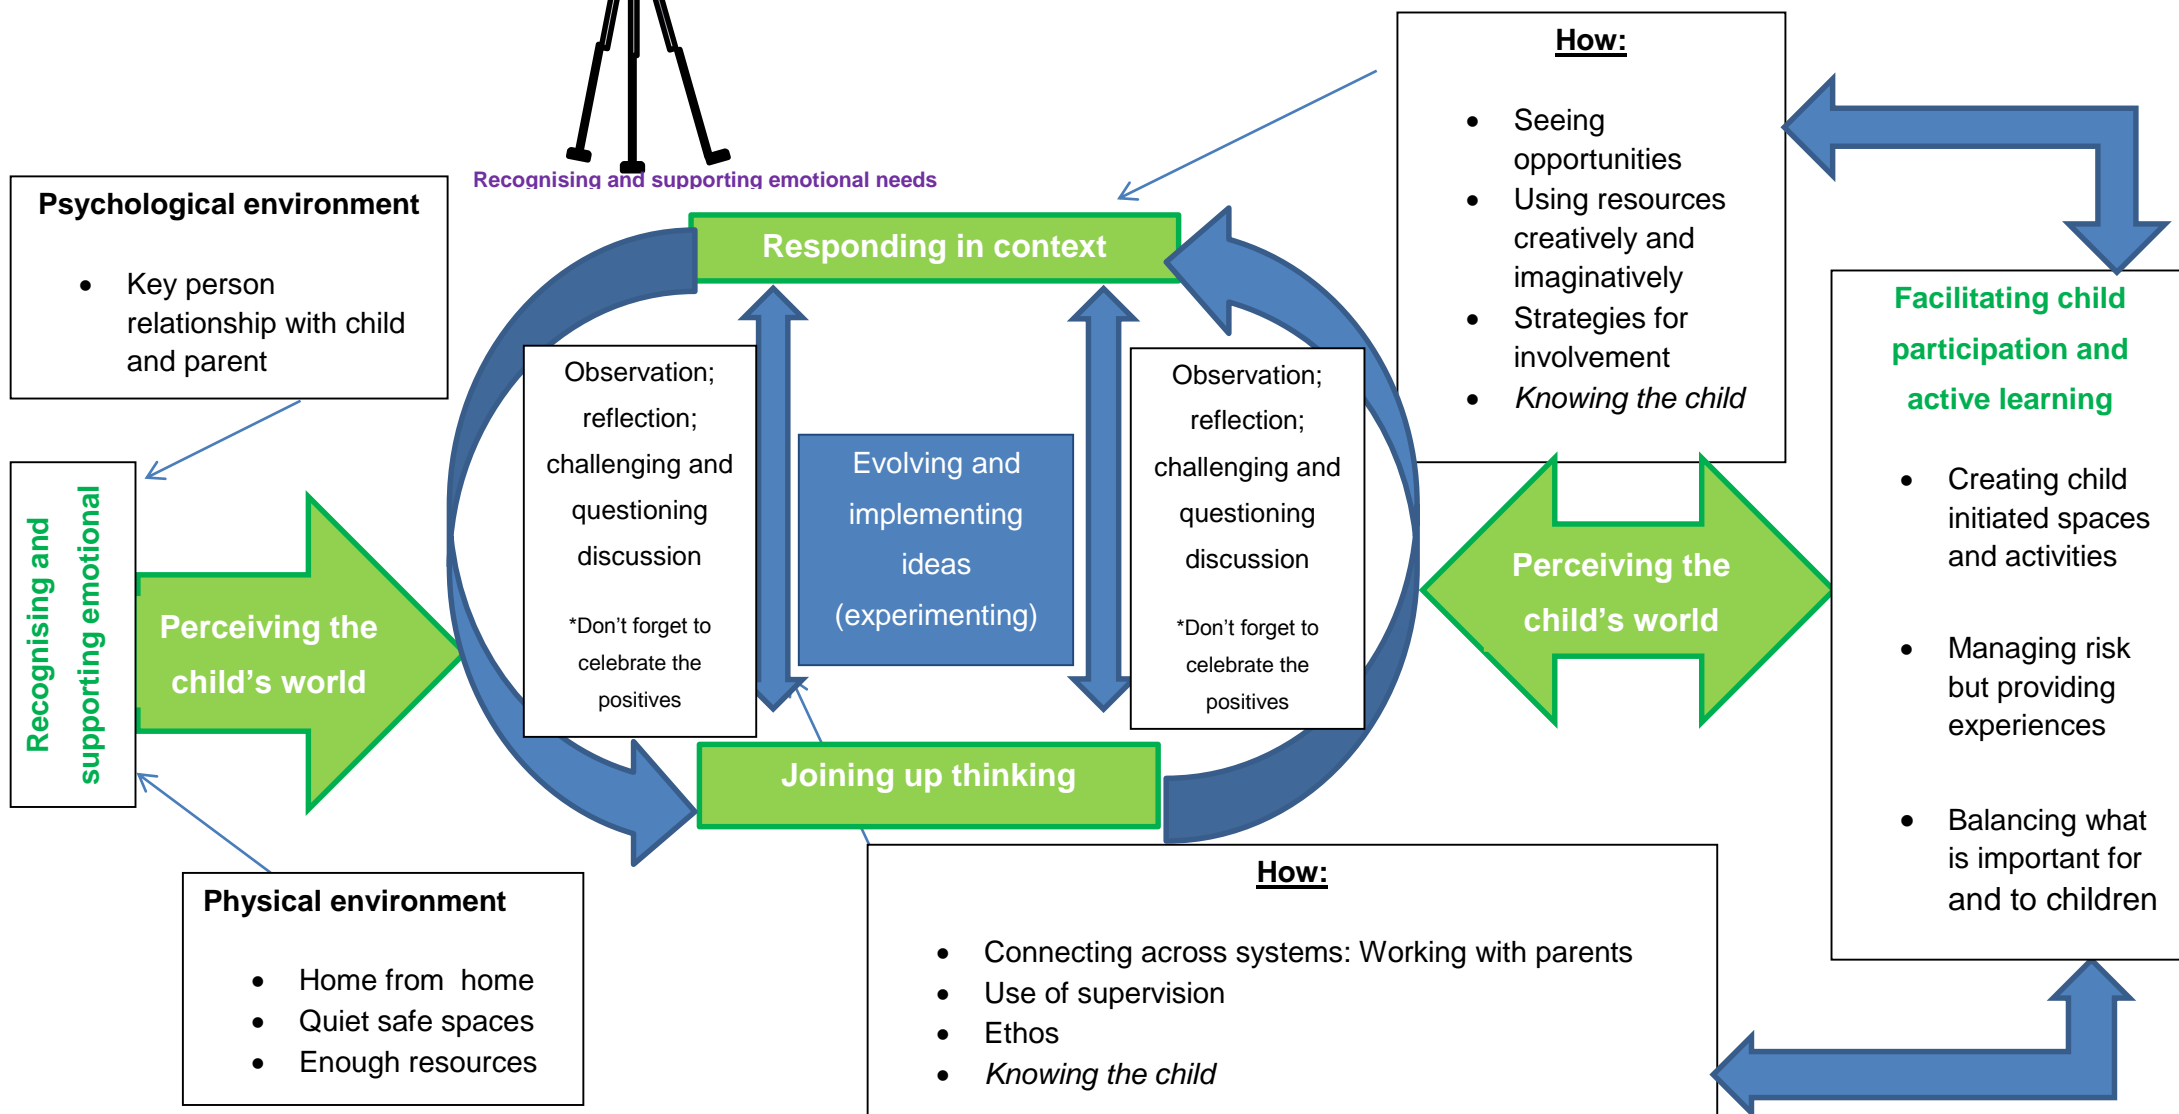 Recognising and supporting emotional needs
Psychological environment
• Key person
relationship with child
and parent
Recognising and
supporting emotional
Perceiving the
child’s world
Physical environment
• Home from  home
• Quiet safe spaces
• Enough resources
Responding in context
Observation;
reflection;
challenging and
questioning
discussion
*Don’t forget to
celebrate the
positives
Evolving and
implementing
ideas
(experimenting)
Observation;
reflection;
challenging and
questioning
discussion
*Don’t forget to
celebrate the
positives
Joining up thinking
How:
• Seeing
opportunities
• Using resources
creatively and
imaginatively
• Strategies for
involvement
• Knowing the child
Perceiving the
child’s world
Facilitating child
participation and
active learning
• Creating child
initiated spaces
and activities
• Managing risk
but providing
experiences
• Balancing what
is important for
and to children
How:
• Connecting across systems: Working with parents
• Use of supervision
• Ethos
• Knowing the child